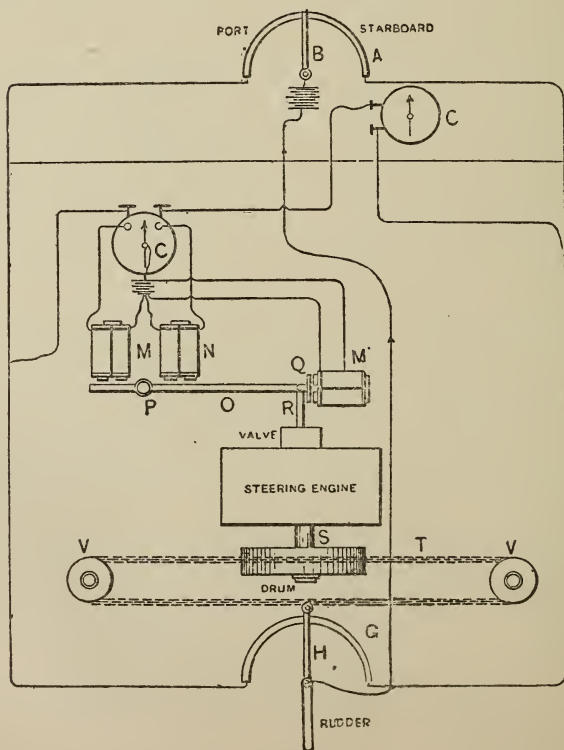 PORT
STARBOARD
B
A
C
C
M
N
Q
M'
P
O
R
VALVE
STEERING ENGINE
S
V
T
V
DRUM
G
H
RUDDER